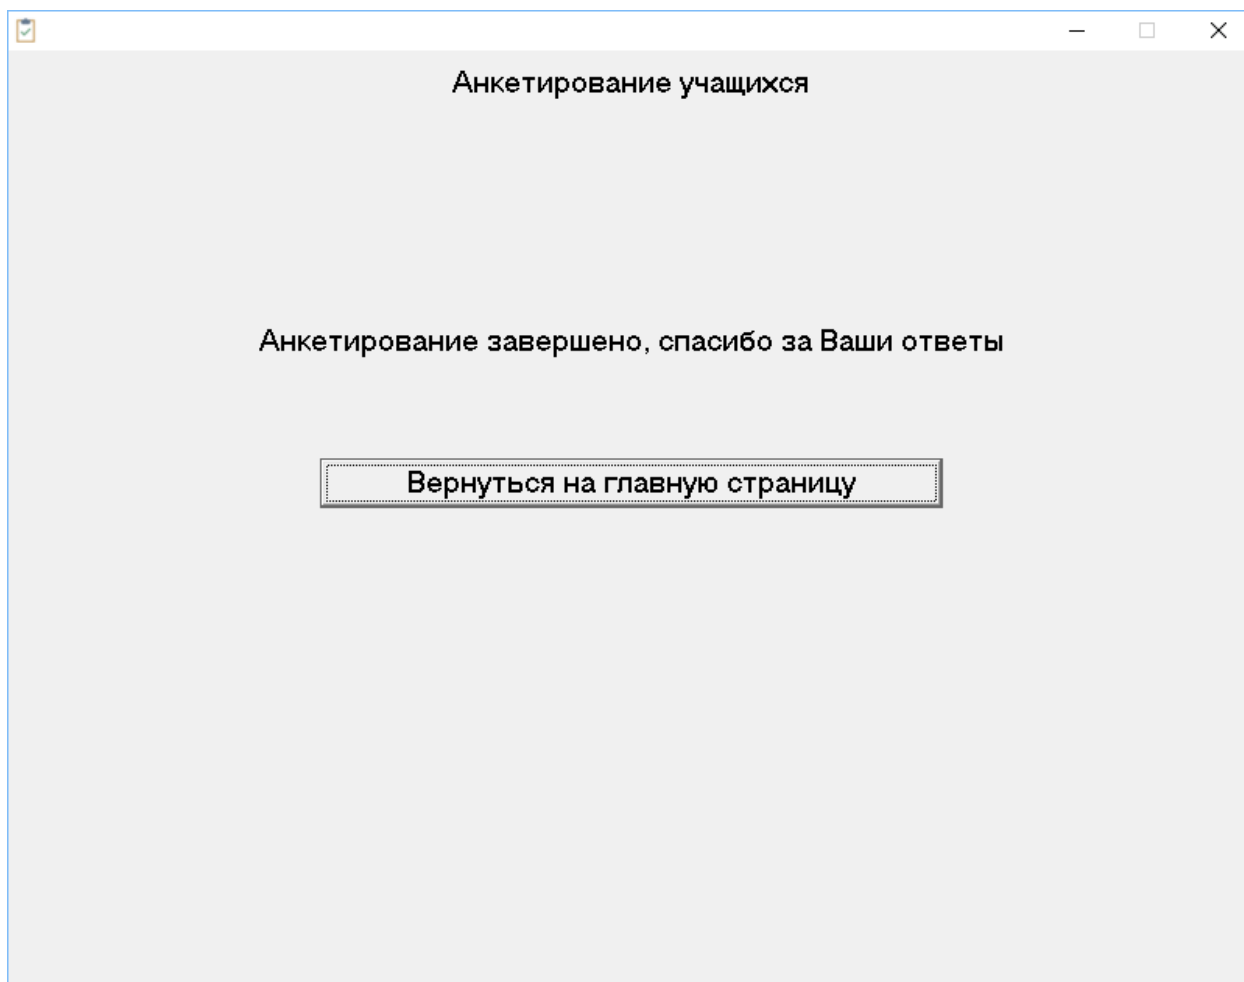 Анкетирование учащихся
Анкетирование завершено, спасибо за Ваши ответы
Вернуться на главную страницу